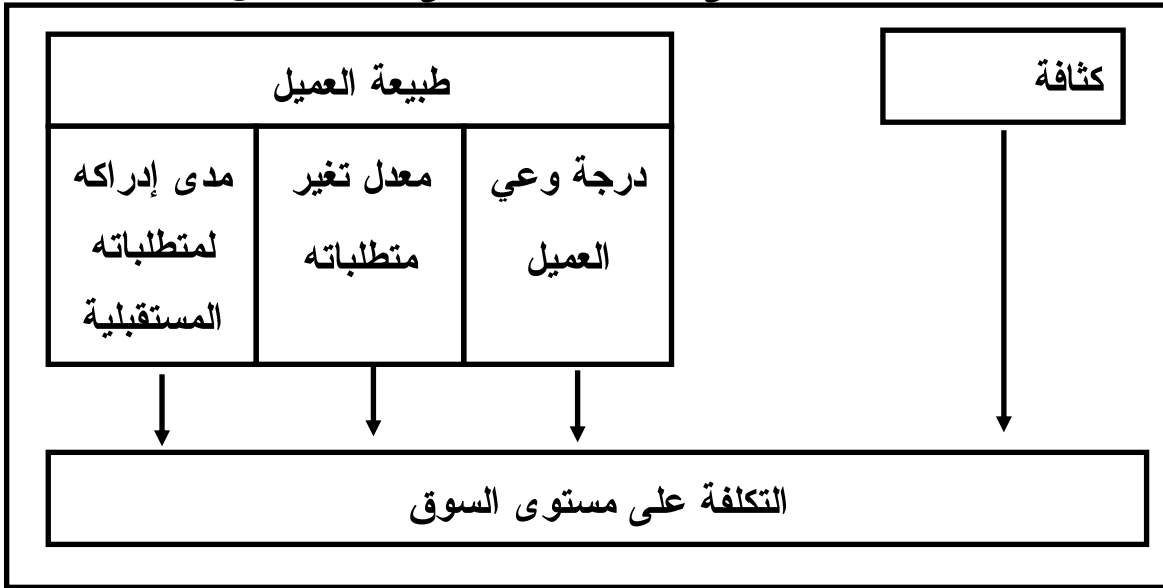 كثافة
طبيعة العميل
درجة وعي
العميل
معدل تغير
متطلباته
مدى إدراكه
لمتطلباته
المستقبلية
التكلفة على مستوى السوق